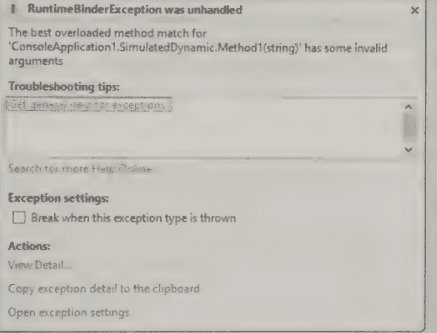 RuntimeBinderException was unhandled
The best overloaded method match for
'ConsoleApplication1.SimulatedDynamic.Method1(string)' has some invalid
arguments
Troubleshooting tips:
Get general help for exceptions.
Search for more Help Online...
Exception settings:
Break when this exception type is thrown
Actions:
View Detail...
Copy exception detail to the clipboard
Open exception settings